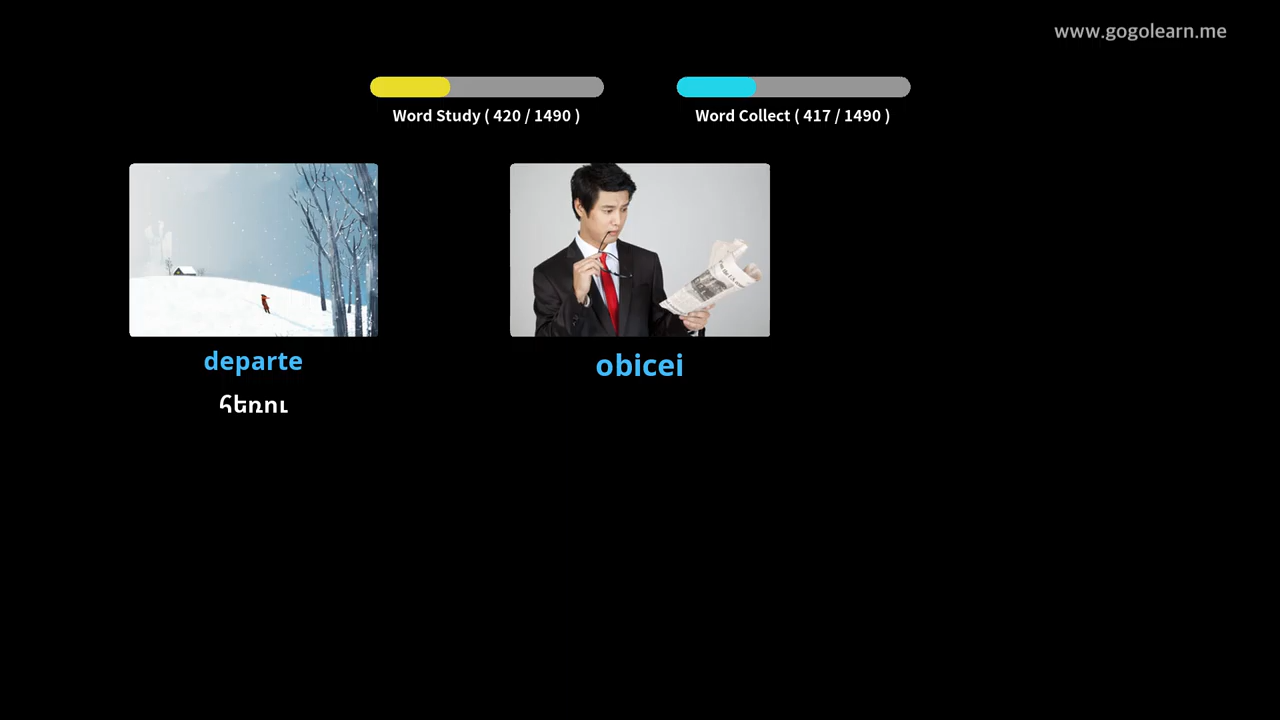 www.gogolearn.me
Word Study ( 420 / 1490 )
Word Collect ( 417 / 1490 )
departe
հեռու
obicei